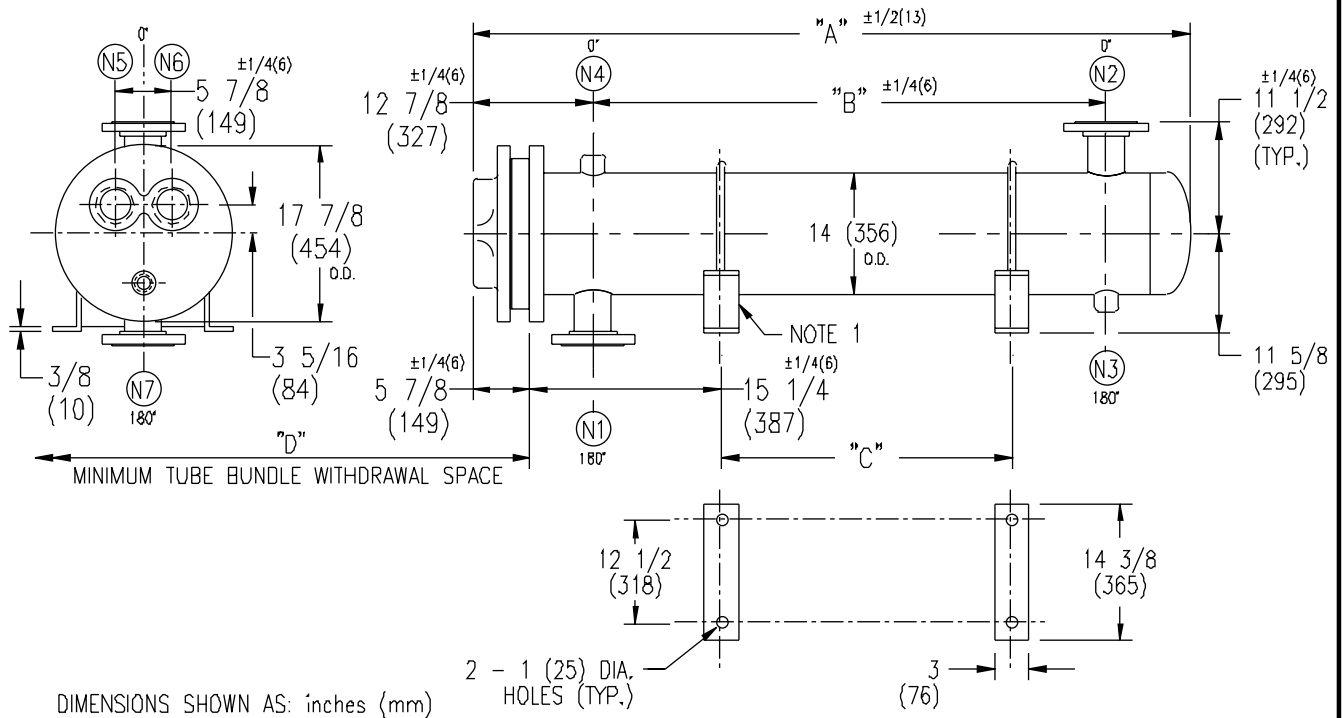 0°
N5 N6
±1/4(6)
5 7/8
(149)
17 7/8
(454)
O.D.
3 5/16
(84)
3/8
(10)
N7
180°
"D"
MINIMUM TUBE BUNDLE WITHDRAWAL SPACE
"A" ±1/2(13)
±1/4(6)
12 7/8
(327)
0°
N4
"B" ±1/4(6)
0°
N2
±1/4(6)
11 1/2
(292)
(TYP.)
14 (356)
O.D.
NOTE 1
±1/4(6)
5 7/8
(149)
N1
180°
±1/4(6)
15 1/4
(387)
"C"
N3
180°
11 5/8
(295)
12 1/2
(318)
14 3/8
(365)
2 - 1 (25) DIA.
HOLES (TYP.)
3
(76)
DIMENSIONS SHOWN AS: inches (mm)